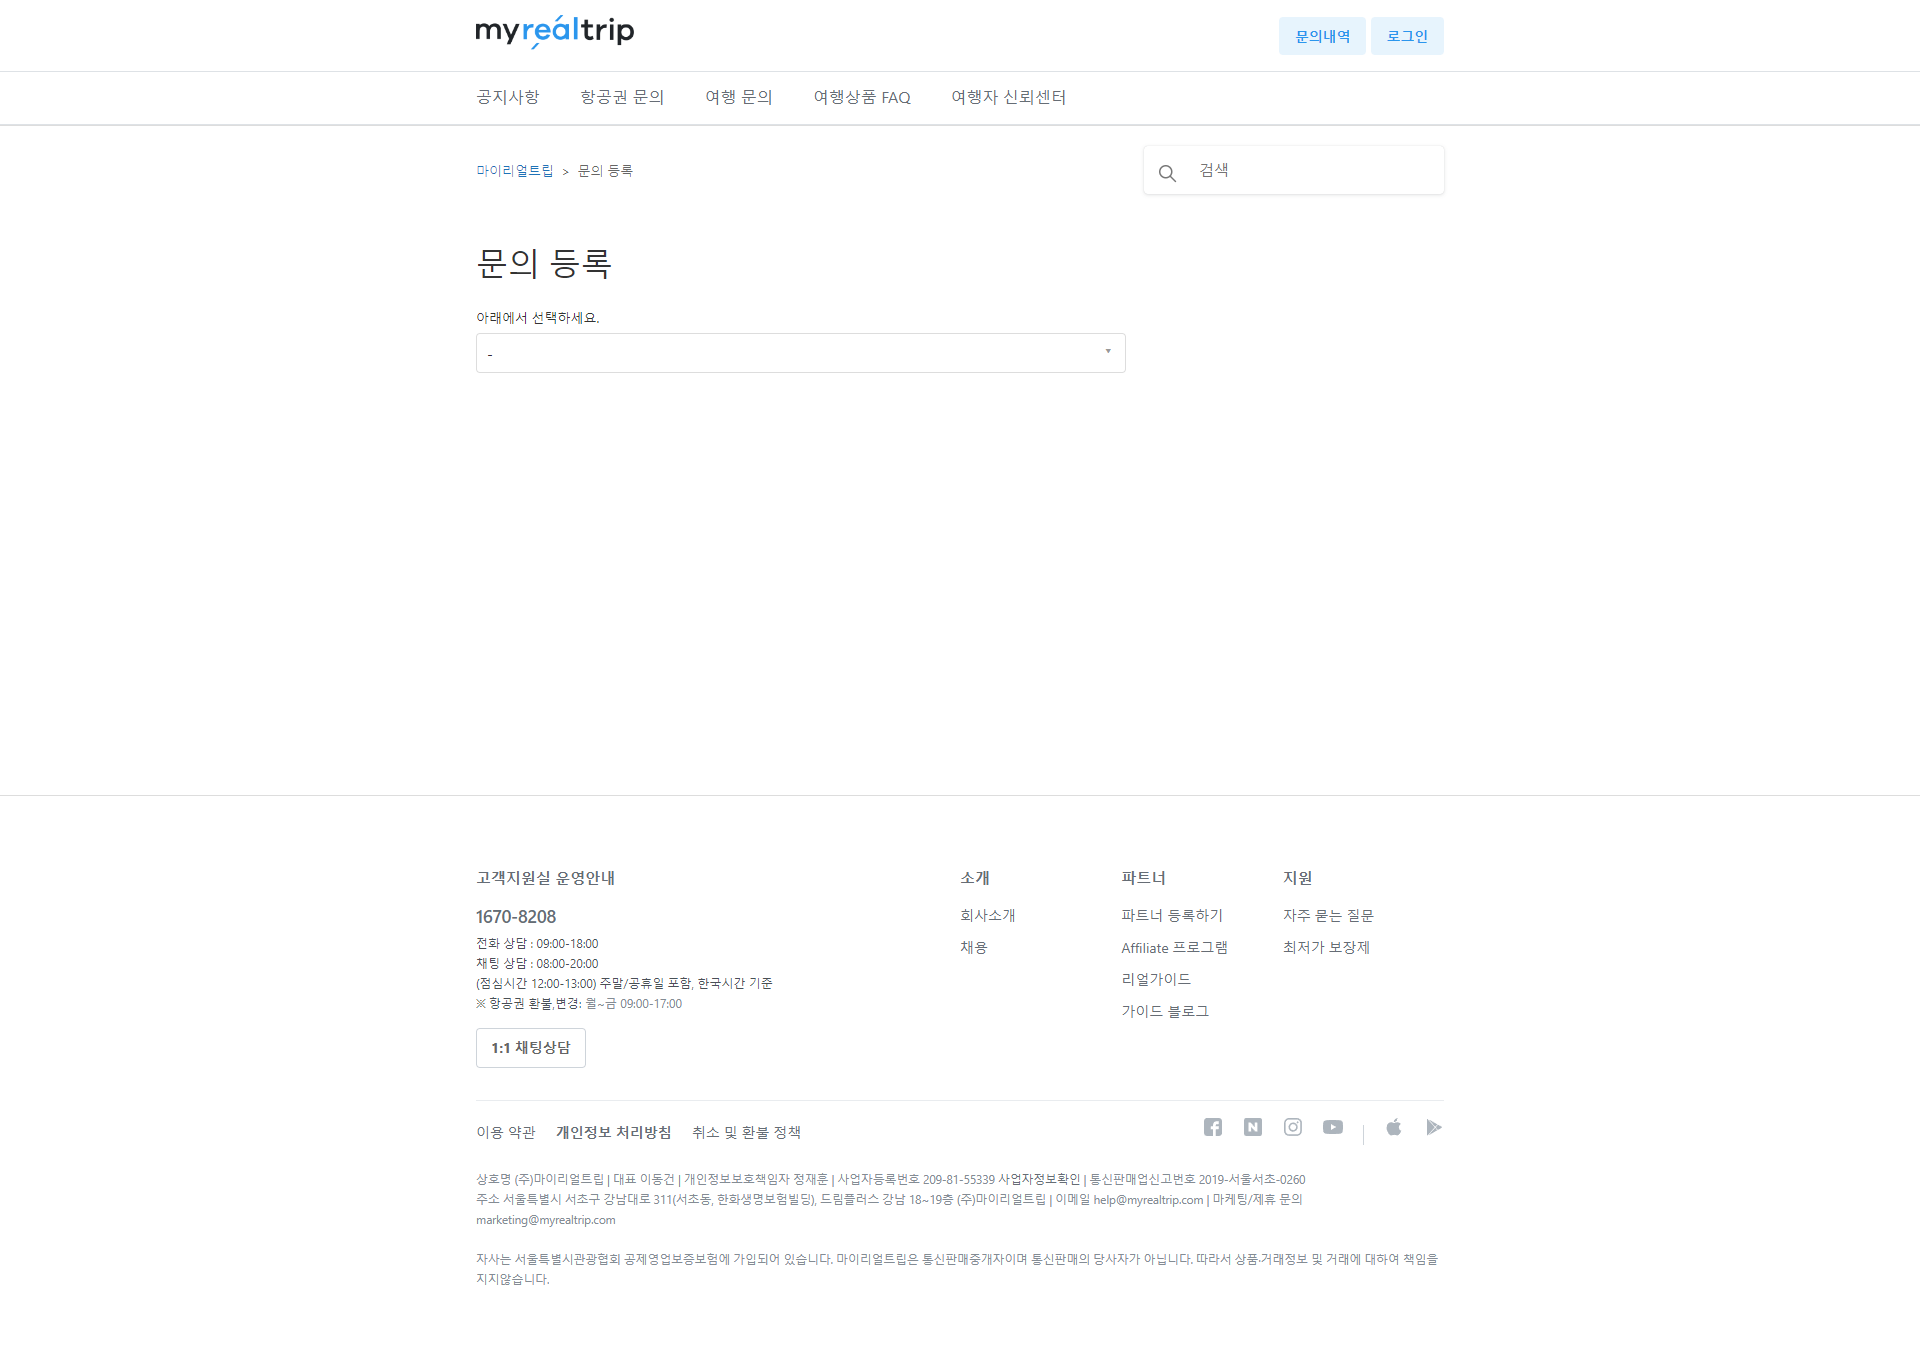 myrealtrip
문의내역
로그인
공지사항
항공권 문의
여행 문의
여행상품 FAQ
여행자 신뢰센터
마이리얼트립 > 문의 등록
검색
문의 등록
아래에서 선택하세요.
-
고객지원실 운영안내
1670-8208
전화 상담 : 09:00-18:00
채팅 상담 : 08:00-20:00
(점심시간 12:00-13:00) 주말/공휴일 포함, 한국시간 기준
※ 항공권 환불,변경: 월~금 09:00-17:00
1:1 채팅상담
소개
회사소개
채용
파트너
파트너 등록하기
Affiliate 프로그램
리얼가이드
가이드 블로그
지원
자주 묻는 질문
최저가 보장제
이용 약관
개인정보 처리방침
취소 및 환불 정책
상호명 (주)마이리얼트립 | 대표 이동건 | 개인정보보호책임자 정재훈 | 사업자등록번호 209-81-55339 사업자정보확인 | 통신판매업신고번호 2019-서울서초-0260
주소 서울특별시 서초구 강남대로 311(서초동, 한화생명보험빌딩), 드림플러스 강남 18~19층 (주)마이리얼트립 | 이메일 help@myrealtrip.com | 마케팅/제휴 문의
marketing@myrealtrip.com
자사는 서울특별시관광협회 공제영업보증보험에 가입되어 있습니다. 마이리얼트립은 통신판매중개자이며 통신판매의 당사자가 아닙니다. 따라서 상품·거래정보 및 거래에 대하여 책임을
지지않습니다.